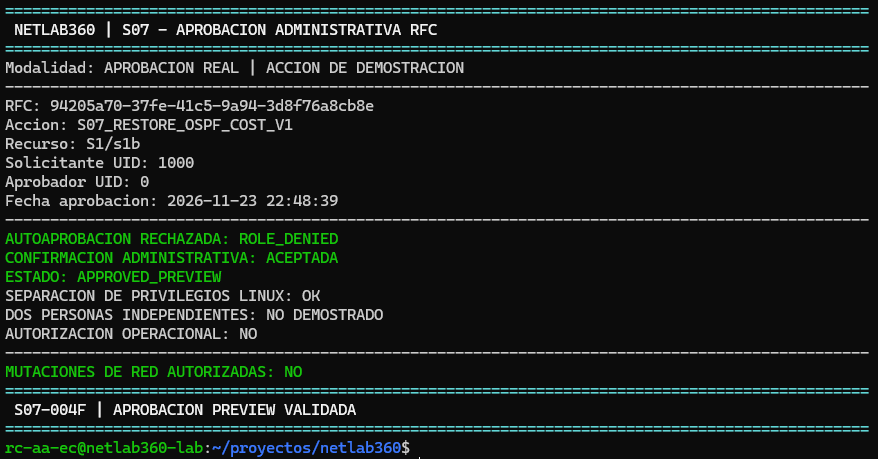 ================================================================================================
NETLAB360 | S07 - APROBACION ADMINISTRATIVA RFC
================================================================================================
Modalidad: APROBACION REAL | ACCION DE DEMOSTRACION
------------------------------------------------------------------------------------------------
RFC: 94205a70-37fe-41c5-9a94-3d8f76a8cb8e
Accion: S07_RESTORE_OSPF_COST_V1
Recurso: S1/s1b
Solicitante UID: 1000
Aprobador UID: 0
Fecha aprobacion: 2026-11-23 22:48:39
------------------------------------------------------------------------------------------------
AUTOAPROBACION RECHAZADA: ROLE_DENIED
CONFIRMACION ADMINISTRATIVA: ACEPTADA
ESTADO: APPROVED_PREVIEW
SEPARACION DE PRIVILEGIOS LINUX: OK
DOS PERSONAS INDEPENDIENTES: NO DEMOSTRADO
AUTORIZACION OPERACIONAL: NO
------------------------------------------------------------------------------------------------
MUTACIONES DE RED AUTORIZADAS: NO
================================================================================================
S07-004F | APROBACION PREVIEW VALIDADA
================================================================================================
rc-aa-ec@netlab360-lab:~/proyectos/netlab360$